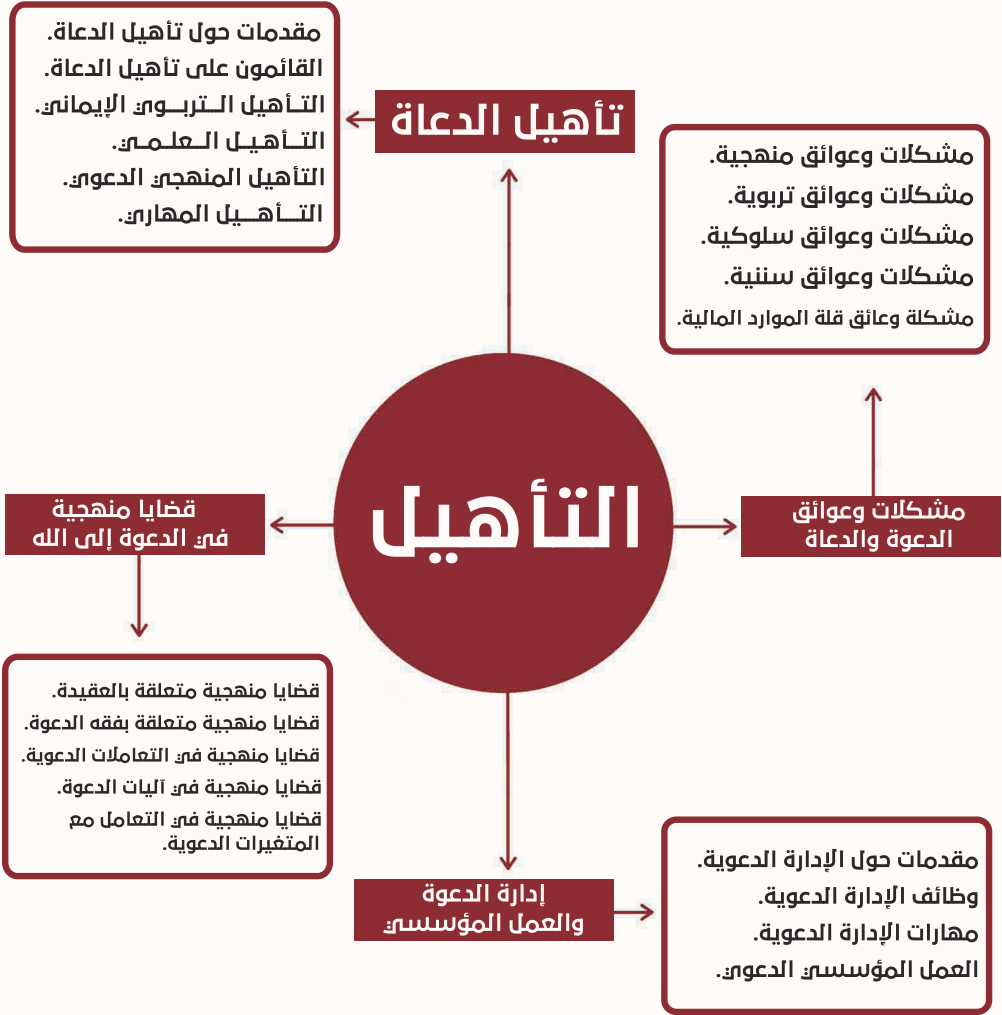 التأهيل
تأهيل الدعاة
مقدمات حول تأهيل الدعاة.
القائمون على تأهيل الدعاة.
التأهيل التربوي الإيماني.
التأهيل العلمي.
التأهيل المنهجي الدعوي.
التأهيل المهاري.
مشكلات وعوائق
الدعوة والدعاة
مشكلات وعوائق منهجية.
مشكلات وعوائق تربوية.
مشكلات وعوائق سلوكية.
مشكلات وعوائق سننية.
مشكلة وعائق قلة الموارد المالية.
قضايا منهجية
في الدعوة إلى الله
قضايا منهجية متعلقة بالعقيدة.
قضايا منهجية متعلقة بفقه الدعوة.
قضايا منهجية في التعاملات الدعوية.
قضايا منهجية في آليات الدعوة.
قضايا منهجية في التعامل مع
المتغيرات الدعوية.
إدارة الدعوة
والعمل المؤسسي
مقدمات حول الإدارة الدعوية.
وظائف الإدارة الدعوية.
مهارات الإدارة الدعوية.
العمل المؤسسي الدعوي.